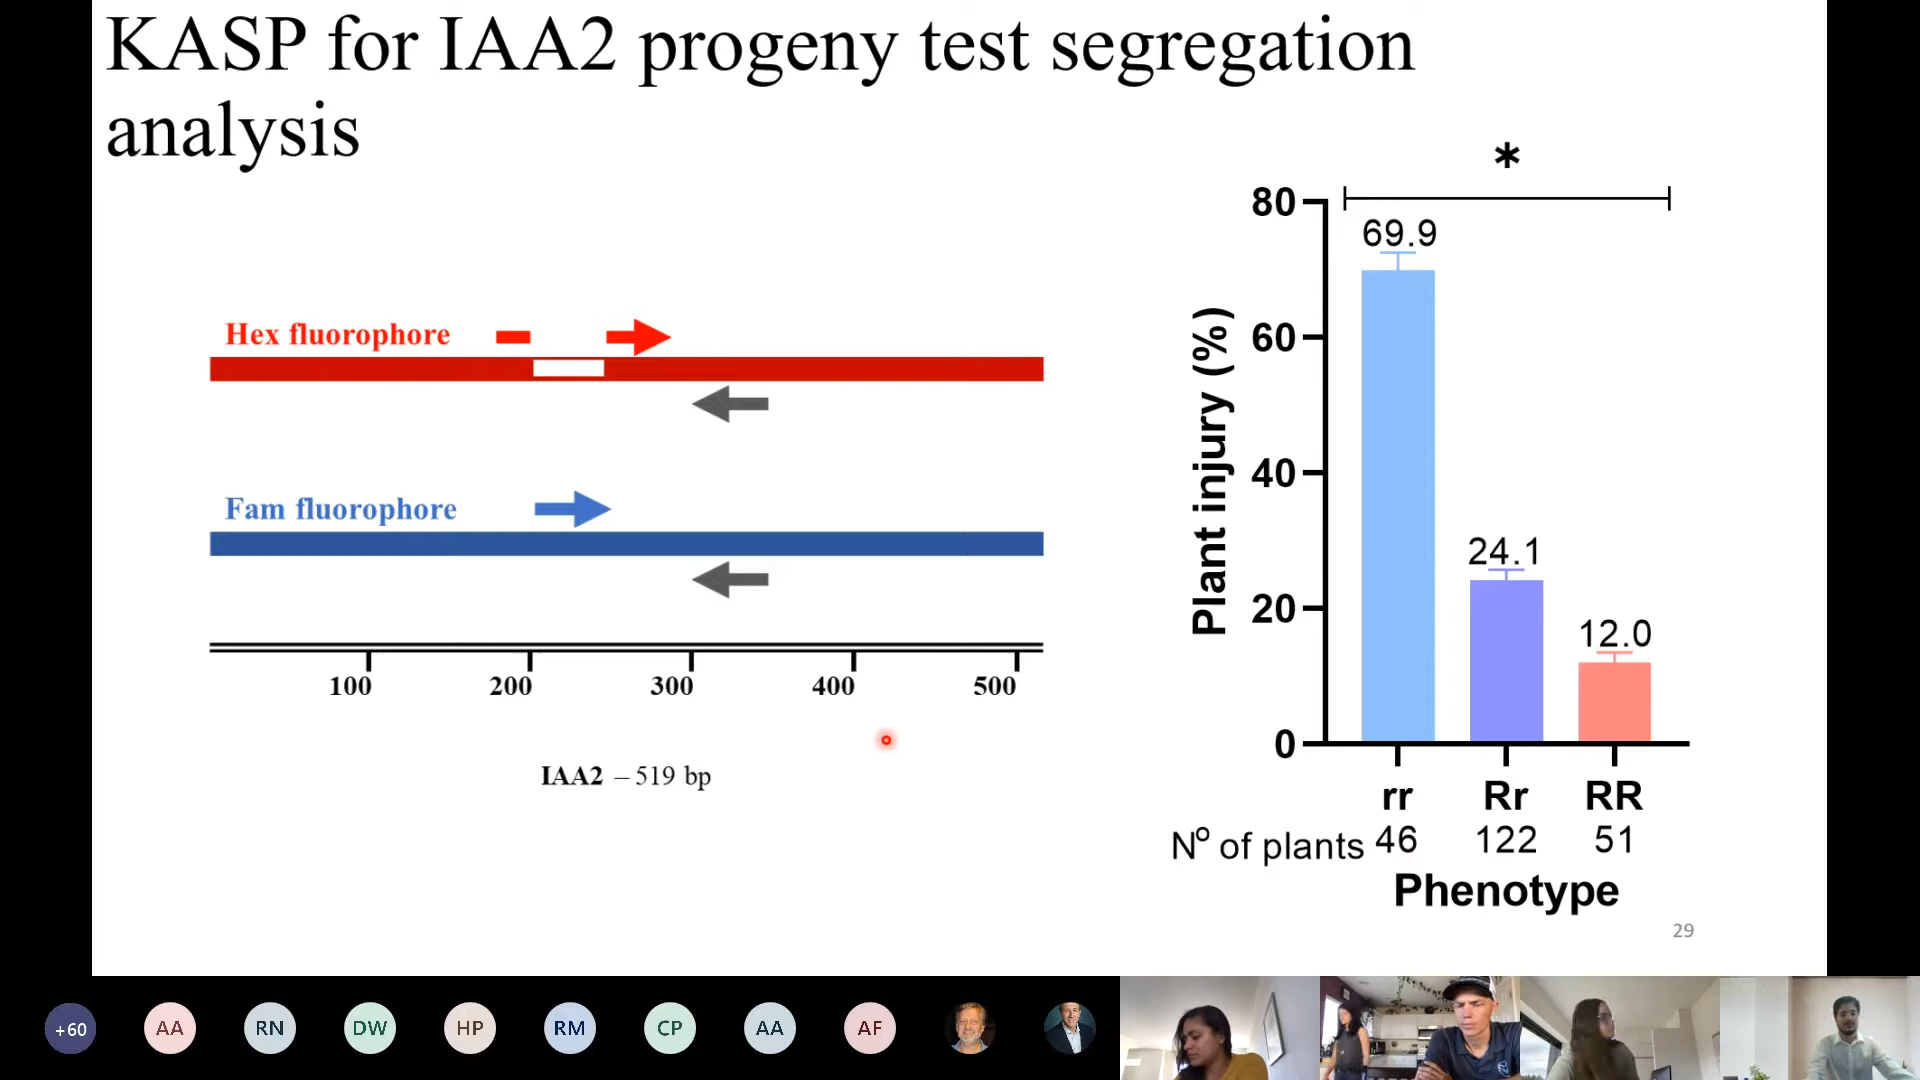 KASP for IAA2 progeny test segregation
analysis
Hex fluorophore
Fam fluorophore
100 200 300 400 500
IAA2 – 519 bp
*
80
69.9
60
Plant injury (%)
40
24.1
20
12.0
0
rr Rr RR
Nº of plants 46 122 51
Phenotype
29
+60 AA RN DW HP RM CP AA AF